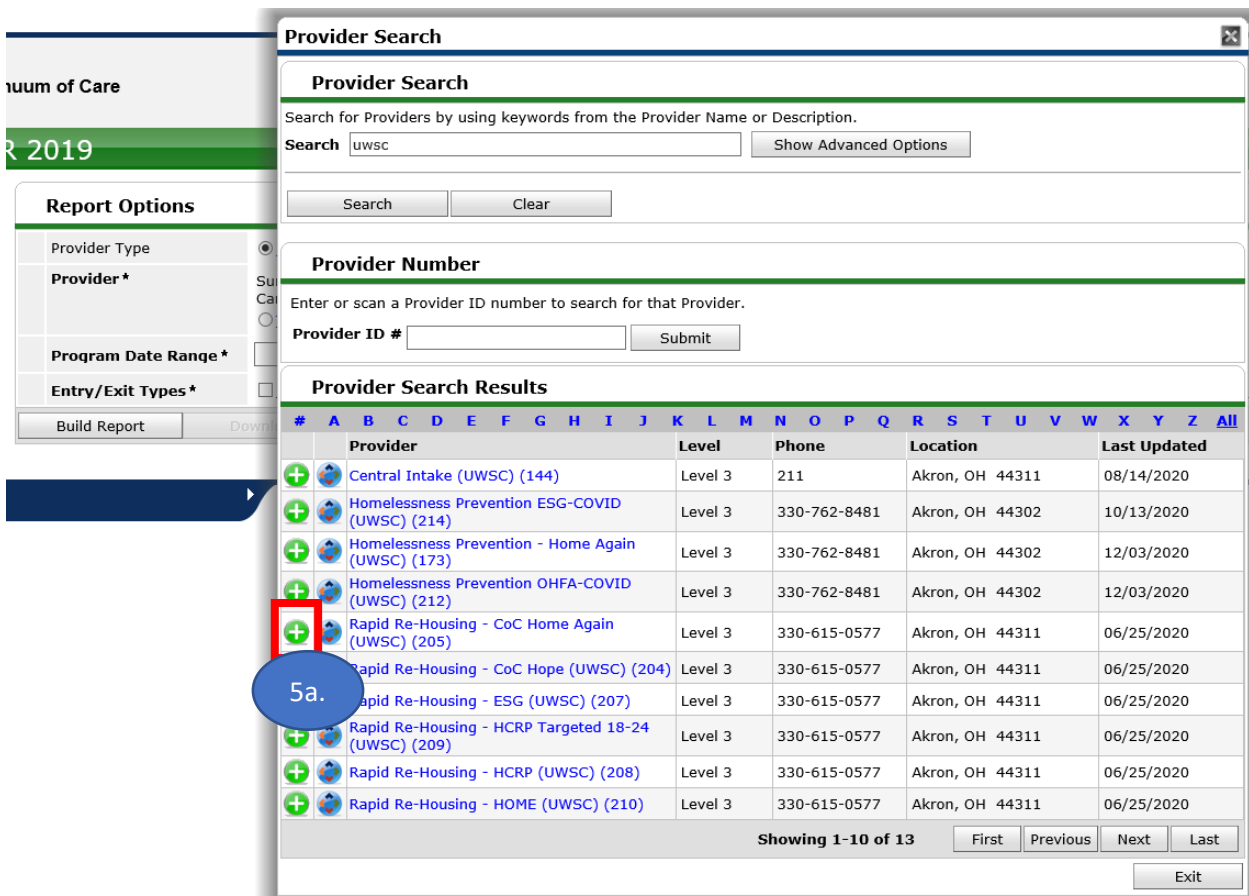 Provider Search
Provider Search
Search for Providers by using keywords from the Provider Name or Description.
Search uwsc Show Advanced Options
Search Clear
Provider Number
Enter or scan a Provider ID number to search for that Provider.
Provider ID # Submit
Provider Search Results
# A B C D E F G H I J K L M N O P Q R S T U V W X Y Z All
Provider Level Phone Location Last Updated
Central Intake (UWSC) (144) Level 3 211 Akron, OH 44311 08/14/2020
Homelessness Prevention ESG-COVID
(UWSC) (214) Level 3 330-762-8481 Akron, OH 44302 10/13/2020
Homelessness Prevention - Home Again
(UWSC) (173) Level 3 330-762-8481 Akron, OH 44302 12/03/2020
Homelessness Prevention OHFA-COVID
(UWSC) (212) Level 3 330-762-8481 Akron, OH 44302 12/03/2020
Rapid Re-Housing - CoC Home Again
(UWSC) (205) Level 3 330-615-0577 Akron, OH 44311 06/25/2020
Rapid Re-Housing - CoC Hope (UWSC) (204) Level 3 330-615-0577 Akron, OH 44311 06/25/2020
5a.
Rapid Re-Housing - ESG (UWSC) (207) Level 3 330-615-0577 Akron, OH 44311 06/25/2020
Rapid Re-Housing - HCRP Targeted 18-24
(UWSC) (209) Level 3 330-615-0577 Akron, OH 44311 06/25/2020
Rapid Re-Housing - HCRP (UWSC) (208) Level 3 330-615-0577 Akron, OH 44311 06/25/2020
Rapid Re-Housing - HOME (UWSC) (210) Level 3 330-615-0577 Akron, OH 44311 06/25/2020
Showing 1-10 of 13 First Previous Next Last
Exit
of Care
2019
Report Options
Provider Type
Provider*
Program Date Range*
Entry/Exit Types*
Build Report